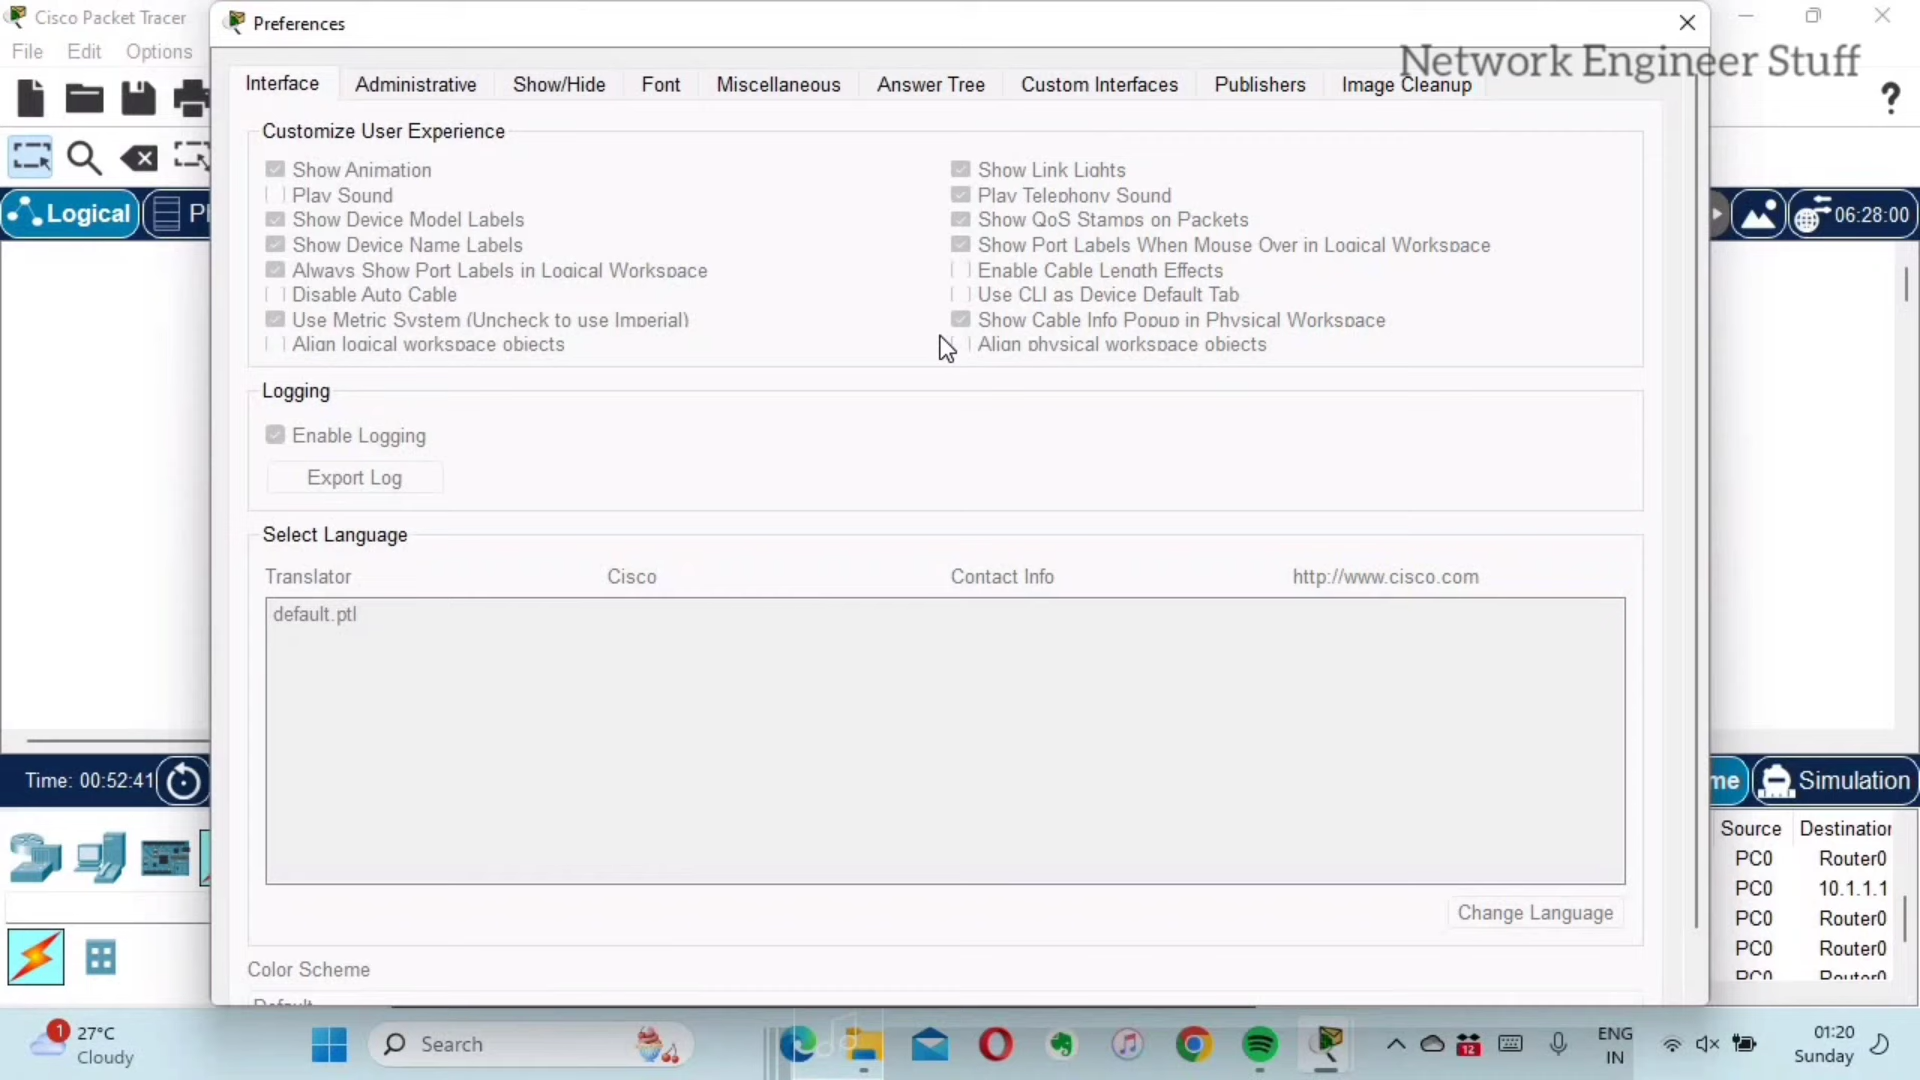 Cisco Packet Tracer
Preferences
File Edit Options
Network Engineer Stuff
Interface Administrative Show/Hide Font Miscellaneous Answer Tree Custom Interfaces Publishers Image Cleanup
?
Customize User Experience
Show Animation Show Link Lights
Play Sound Play Telephony Sound
Show Device Model Labels Show QoS Stamps on Packets
Show Device Name Labels Show Port Labels When Mouse Over in Logical Workspace
Always Show Port Labels in Logical Workspace Enable Cable Length Effects
Disable Auto Cable Use CLI as Device Default Tab
Use Metric System (Uncheck to use Imperial) Show Cable Info Popup in Physical Workspace
Align logical workspace objects Align physical workspace objects
Logical
06:28:00
Logging
Enable Logging
Export Log
Select Language
Translator Cisco Contact Info http://www.cisco.com
default.ptl
Change Language
Color Scheme
Default
Time: 00:52:41
me Simulation
Source Destination
PC0 Router0
PC0 10.1.1.1
PC0 Router0
PC0 Router0
PC0 Router0
1
27°C
Cloudy
Search
12
ENG
IN
01:20
Sunday